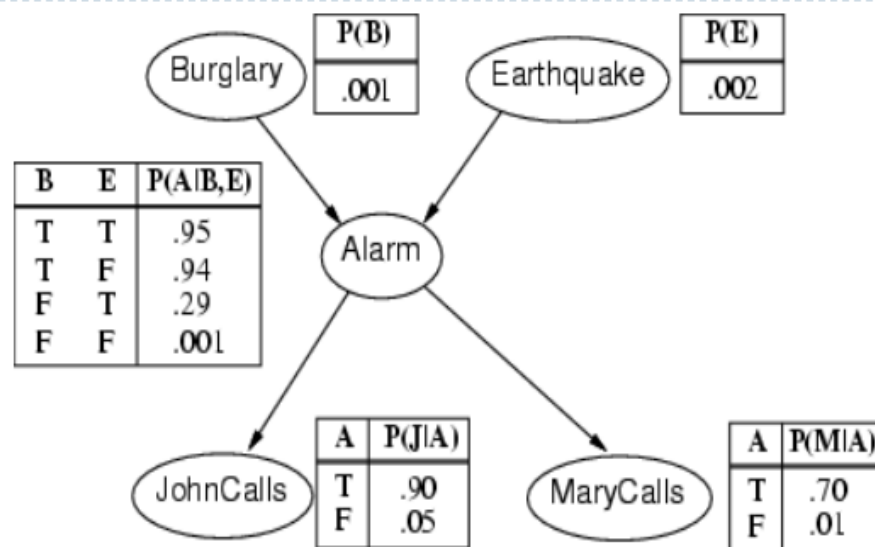 P(B)
.001
P(E)
.002
Burglary
Earthquake
B E P(A|B,E)
T T .95
T F .94
F T .29
F F .001
Alarm
JohnCalls
A P(J|A)
T .90
F .05
MaryCalls
A P(M|A)
T .70
F .01